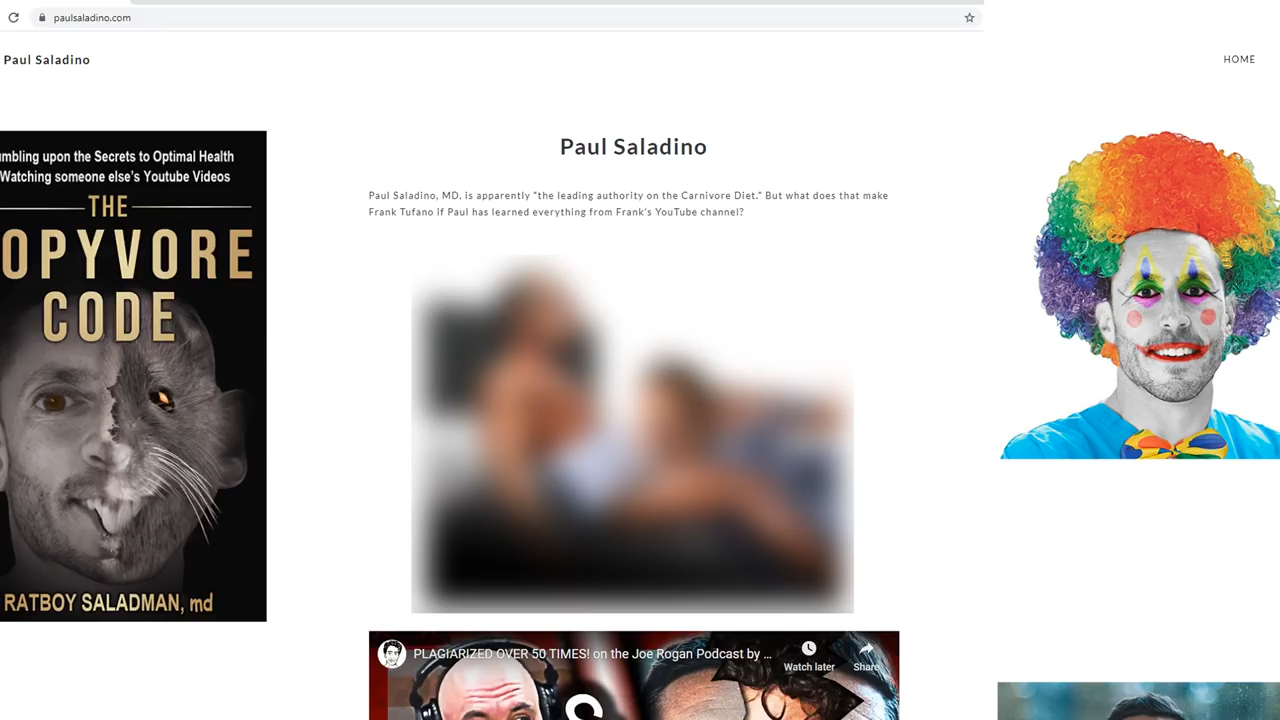 paulsaladino.com
Paul Saladino
HOME
umbling upon the Secrets to Optimal Health
Watching someone else's Youtube Videos
THE
OPYVORE
CODE
RATBOY SALADMAN, md
Paul Saladino
Paul Saladino, MD, is apparently "the leading authority on the Carnivore Diet." But what does that make
Frank Tufano if Paul has learned everything from Frank's YouTube channel?
PLAGIARIZED OVER 50 TIMES! on the Joe Rogan Podcast by ...
Watch later
Share